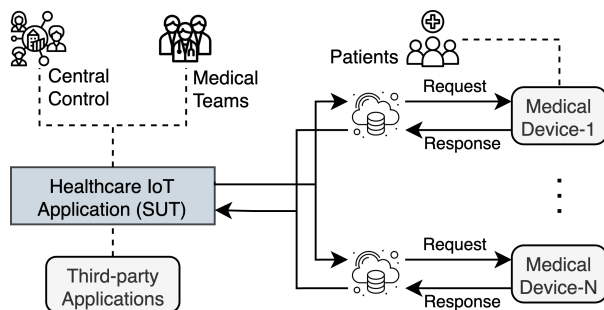 Central
Control
Medical
Teams
Patients
Request
Response
Medical
Device-1
Healthcare IoT
Application (SUT)
Third-party
Applications
Request
Response
Medical
Device-N